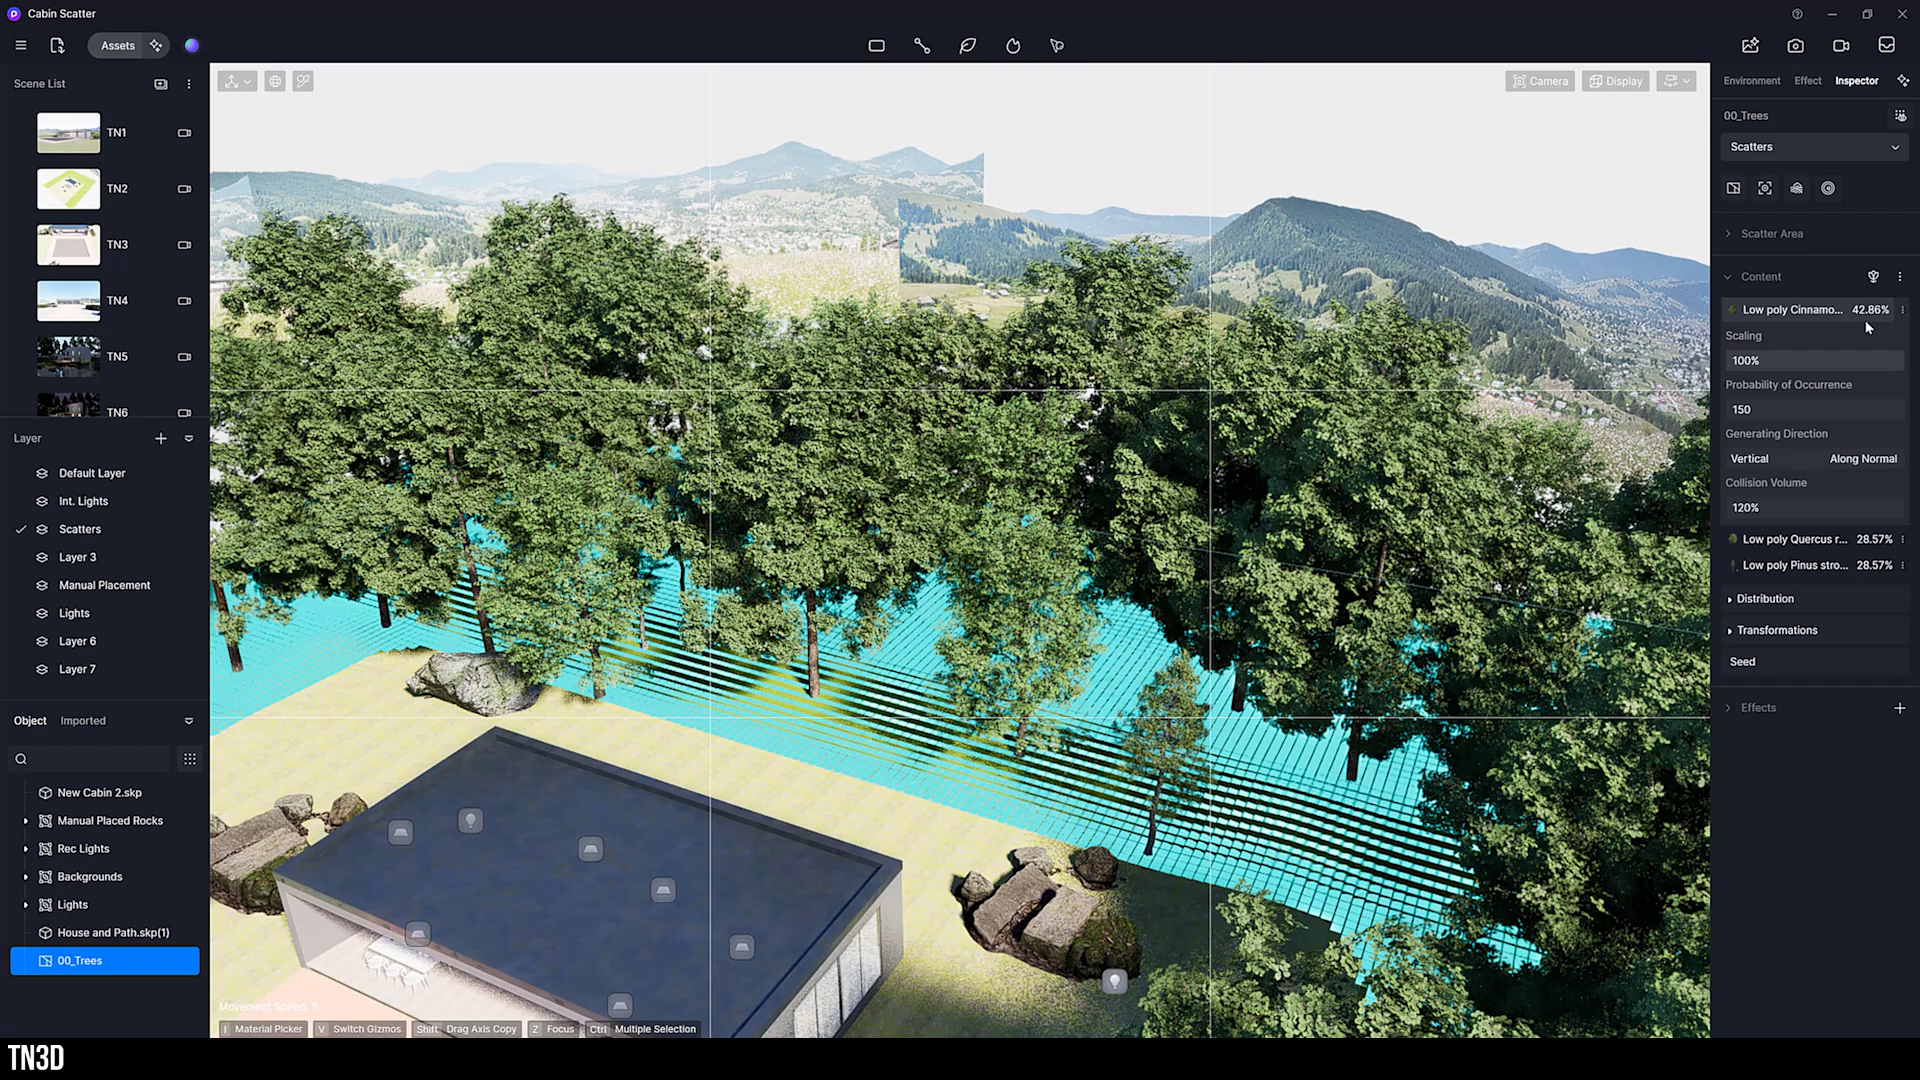 Cabin Scatter
Assets
Scene List
TN1
TN2
TN3
TN4
TN5
TN6
Layer
Default Layer
Int. Lights
Scatters
Layer 3
Manual Placement
Lights
Layer 6
Layer 7
Object Imported
New Cabin 2.skp
Manual Placed Rocks
Rec Lights
Backgrounds
Lights
House and Path.skp(1)
00_Trees
Camera Display
Movement Speed: 5
I Material Picker V Switch Gizmos Shift Drag Axis Copy Z Focus Ctrl Multiple Selection
Environment Effect Inspector
00_Trees
Scatters
Scatter Area
Content
Low poly Cinnamo... 42.86%
Scaling
100%
Probability of Occurrence
150
Generating Direction
Vertical Along Normal
Collision Volume
120%
Low poly Quercus r... 28.57%
Low poly Pinus stro... 28.57%
Distribution
Transformations
Seed
Effects
TN3D